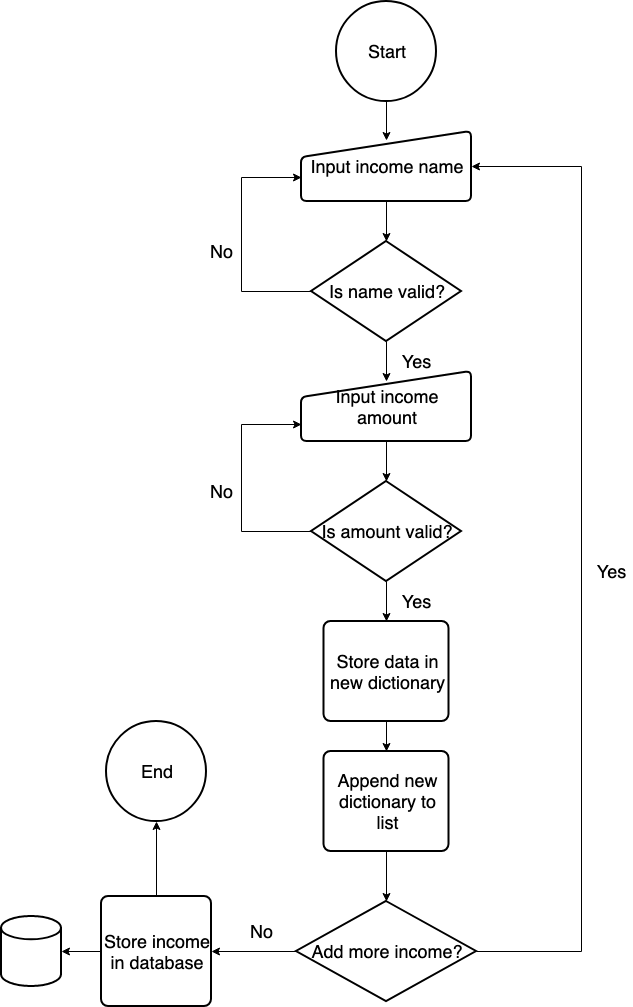 Start
Input income name
No
Is name valid?
Yes
Input income
amount
No
Is amount valid?
Yes
Yes
Store data in
new dictionary
End
Append new
dictionary to
list
No
Store income
in database
Add more income?